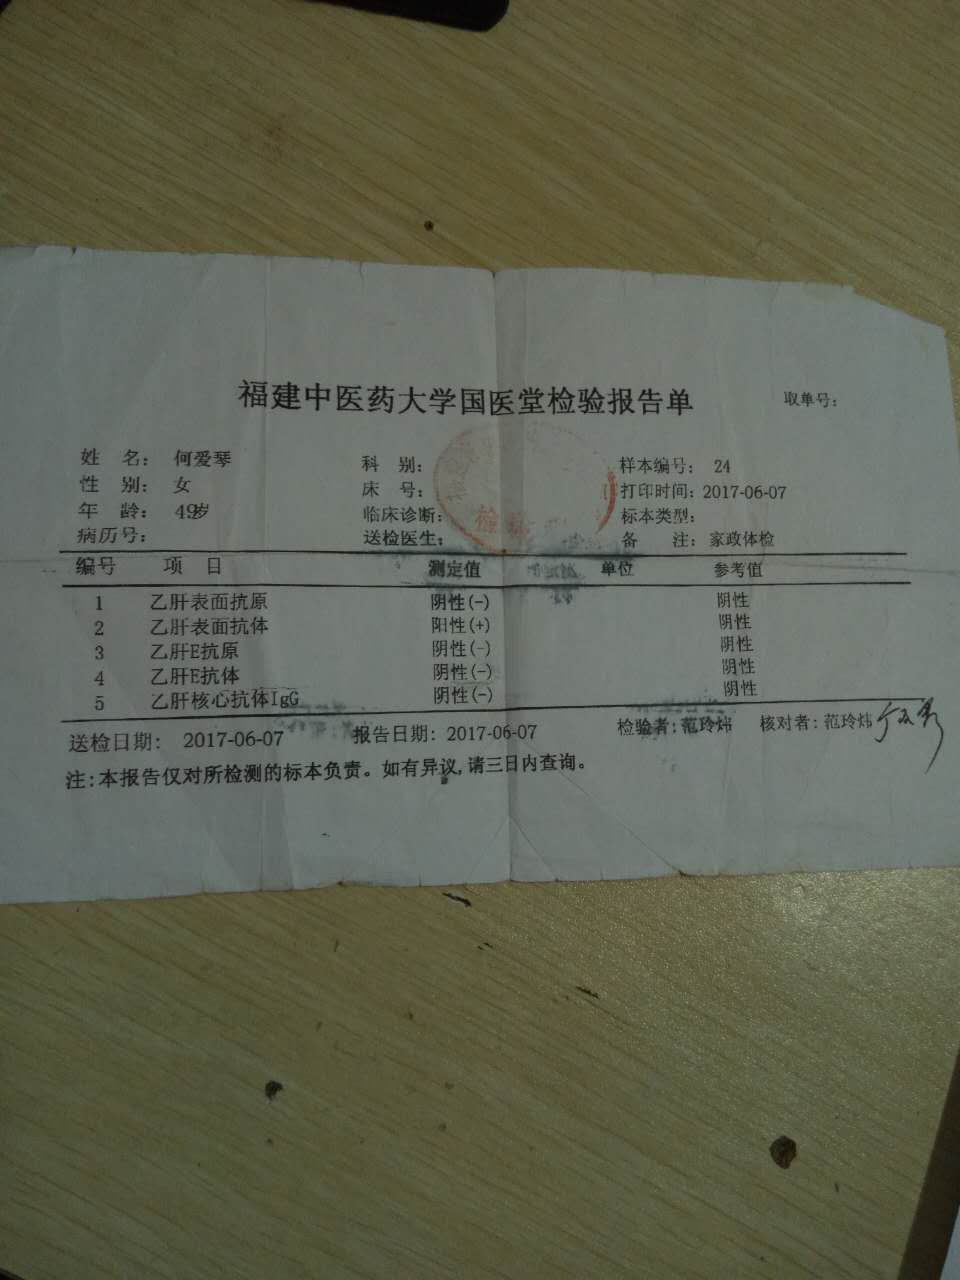 福建中医药大学国医堂检验报告单 取单号:
姓 名: 何爱琴 科 别: 样本编号: 24
性 别: 女 床 号: 打印时间: 2017-06-07
年 龄: 49岁 临床诊断: 标本类型:
病历号: 送检医生: 备 注: 家政体检
编号 项 目 测定值 单位 参考值
1 乙肝表面抗原 阴性(-) 阴性
2 乙肝表面抗体 阳性(+) 阴性
3 乙肝E抗原 阴性(-) 阴性
4 乙肝E抗体 阴性(-) 阴性
5 乙肝核心抗体IgG 阴性(-) 阴性
送检日期: 2017-06-07 报告日期: 2017-06-07 检验者: 范玲炜 核对者: 范玲炜
注:本报告仅对所检测的标本负责。如有异议,请三日内查询。